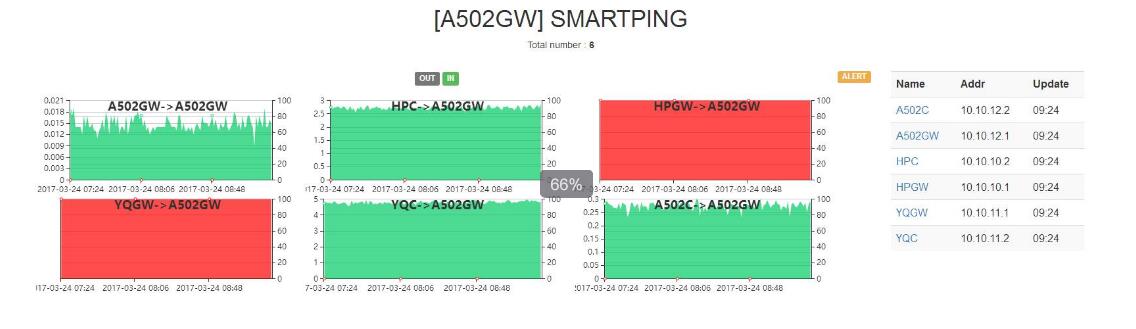 [A502GW] SMARTPING
Total number : 6
OUT IN
ALERT
A502GW->A502GW
0.021
0.018
0.015
0.012
0.009
0.006
0.003
0
100
80
60
40
20
0
2017-03-24 07:24 2017-03-24 08:06 2017-03-24 08:48
HPC->A502GW
3
2.5
2
1.5
1
0.5
0
100
80
60
40
20
0
17-03-24 07:24 2017-03-24 08:06 2017-03-24 08:48
HPGW->A502GW
100
80
60
40
20
0
-03-24 07:24 2017-03-24 08:06 2017-03-24 08:48
66%
YQGW->A502GW
100
80
60
40
20
0
17-03-24 07:24 2017-03-24 08:06 2017-03-24 08:48
YQC->A502GW
5
4
3
2
1
0
100
80
60
40
20
0
7-03-24 07:24 2017-03-24 08:06 2017-03-24 08:48
A502C->A502GW
0.3
0.25
0.2
0.15
0.1
0.05
0
100
80
60
40
20
0
2017-03-24 07:24 2017-03-24 08:06 2017-03-24 08:48
Name Addr Update
A502C 10.10.12.2 09:24
A502GW 10.10.12.1 09:24
HPC 10.10.10.2 09:24
HPGW 10.10.10.1 09:24
YQGW 10.10.11.1 09:24
YQC 10.10.11.2 09:24